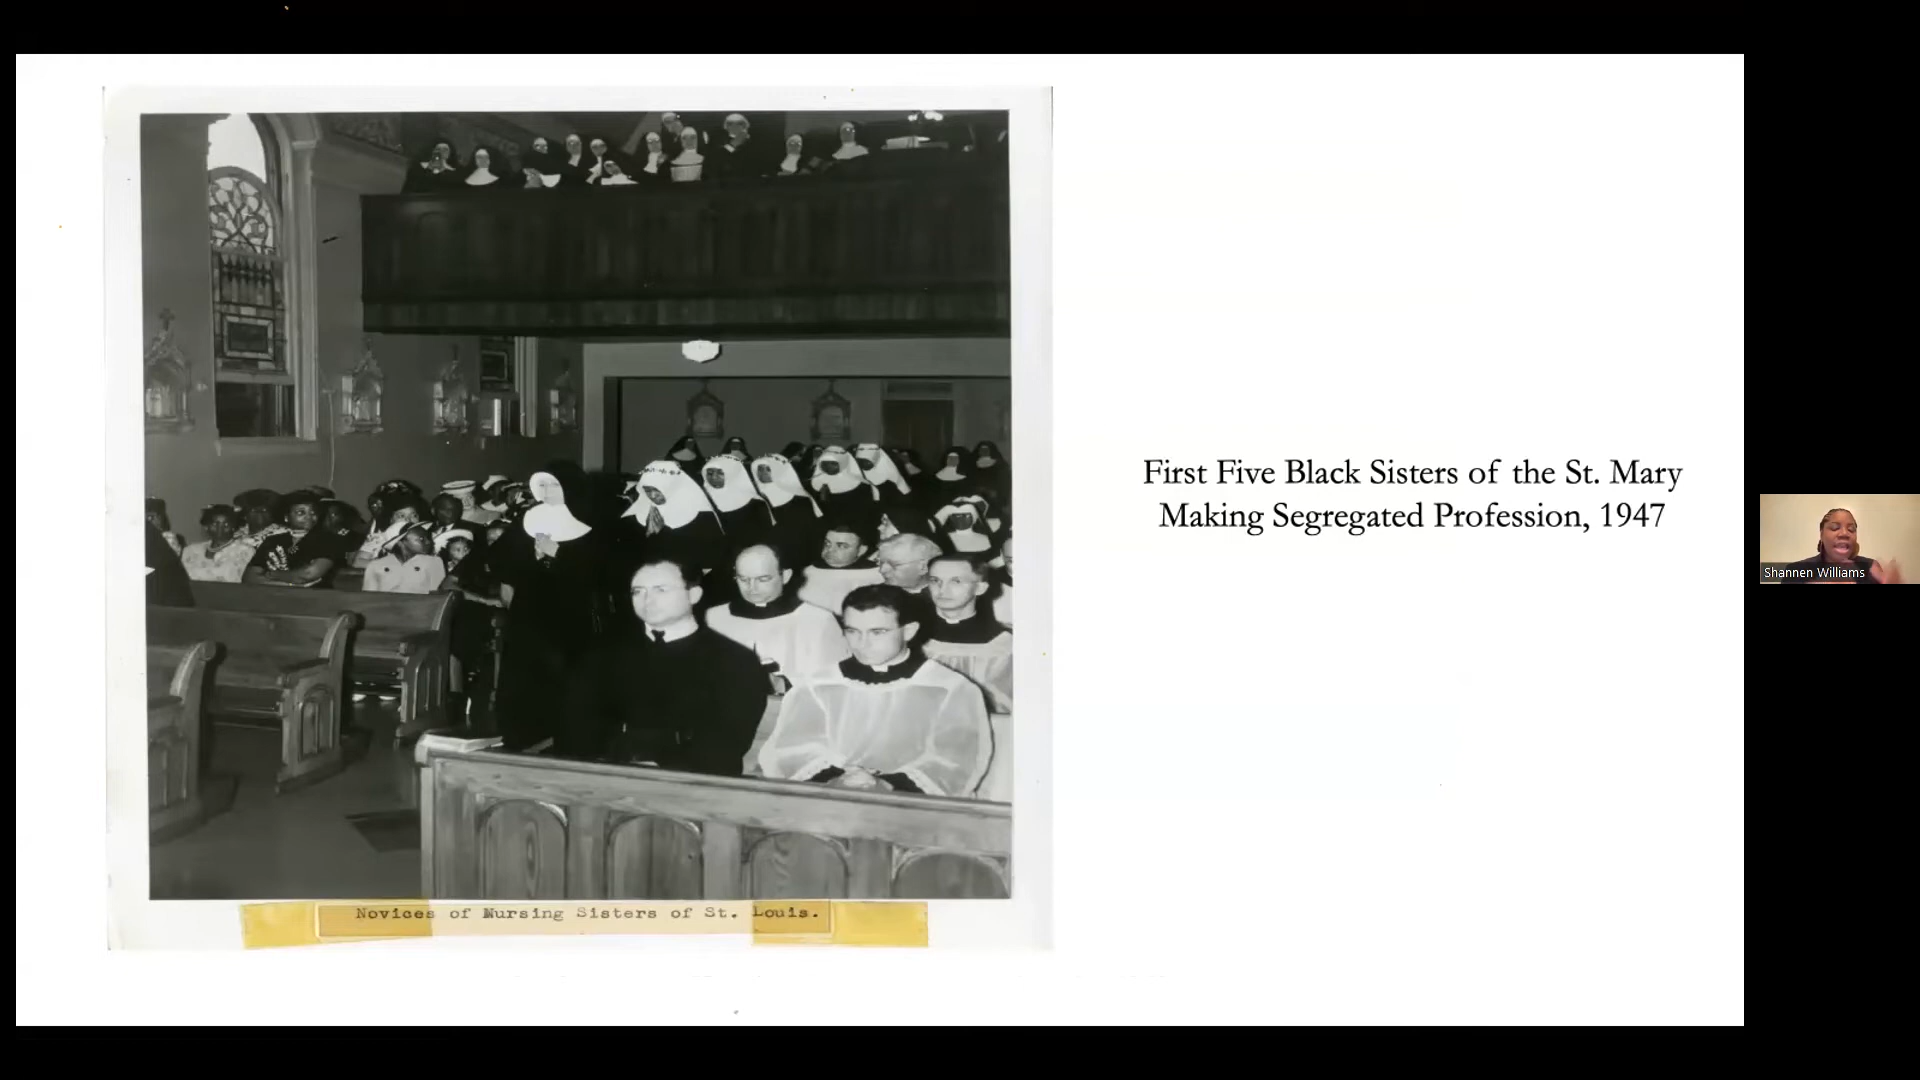 First Five Black Sisters of the St. Mary
Making Segregated Profession, 1947
Novices of Nursing Sisters of St. Louis.
Shannen Williams